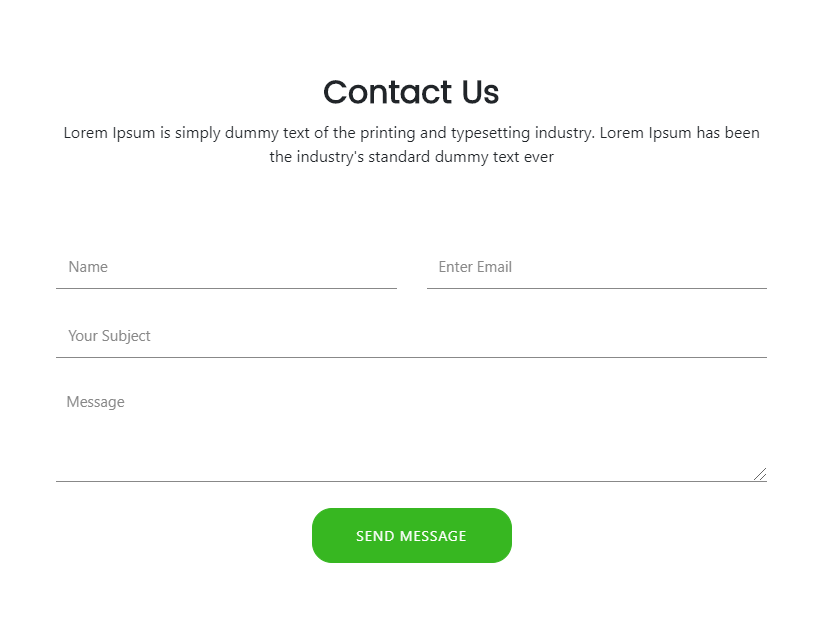 Contact Us
Lorem Ipsum is simply dummy text of the printing and typesetting industry. Lorem Ipsum has been
the industry's standard dummy text ever
Name
Enter Email
Your Subject
Message
SEND MESSAGE